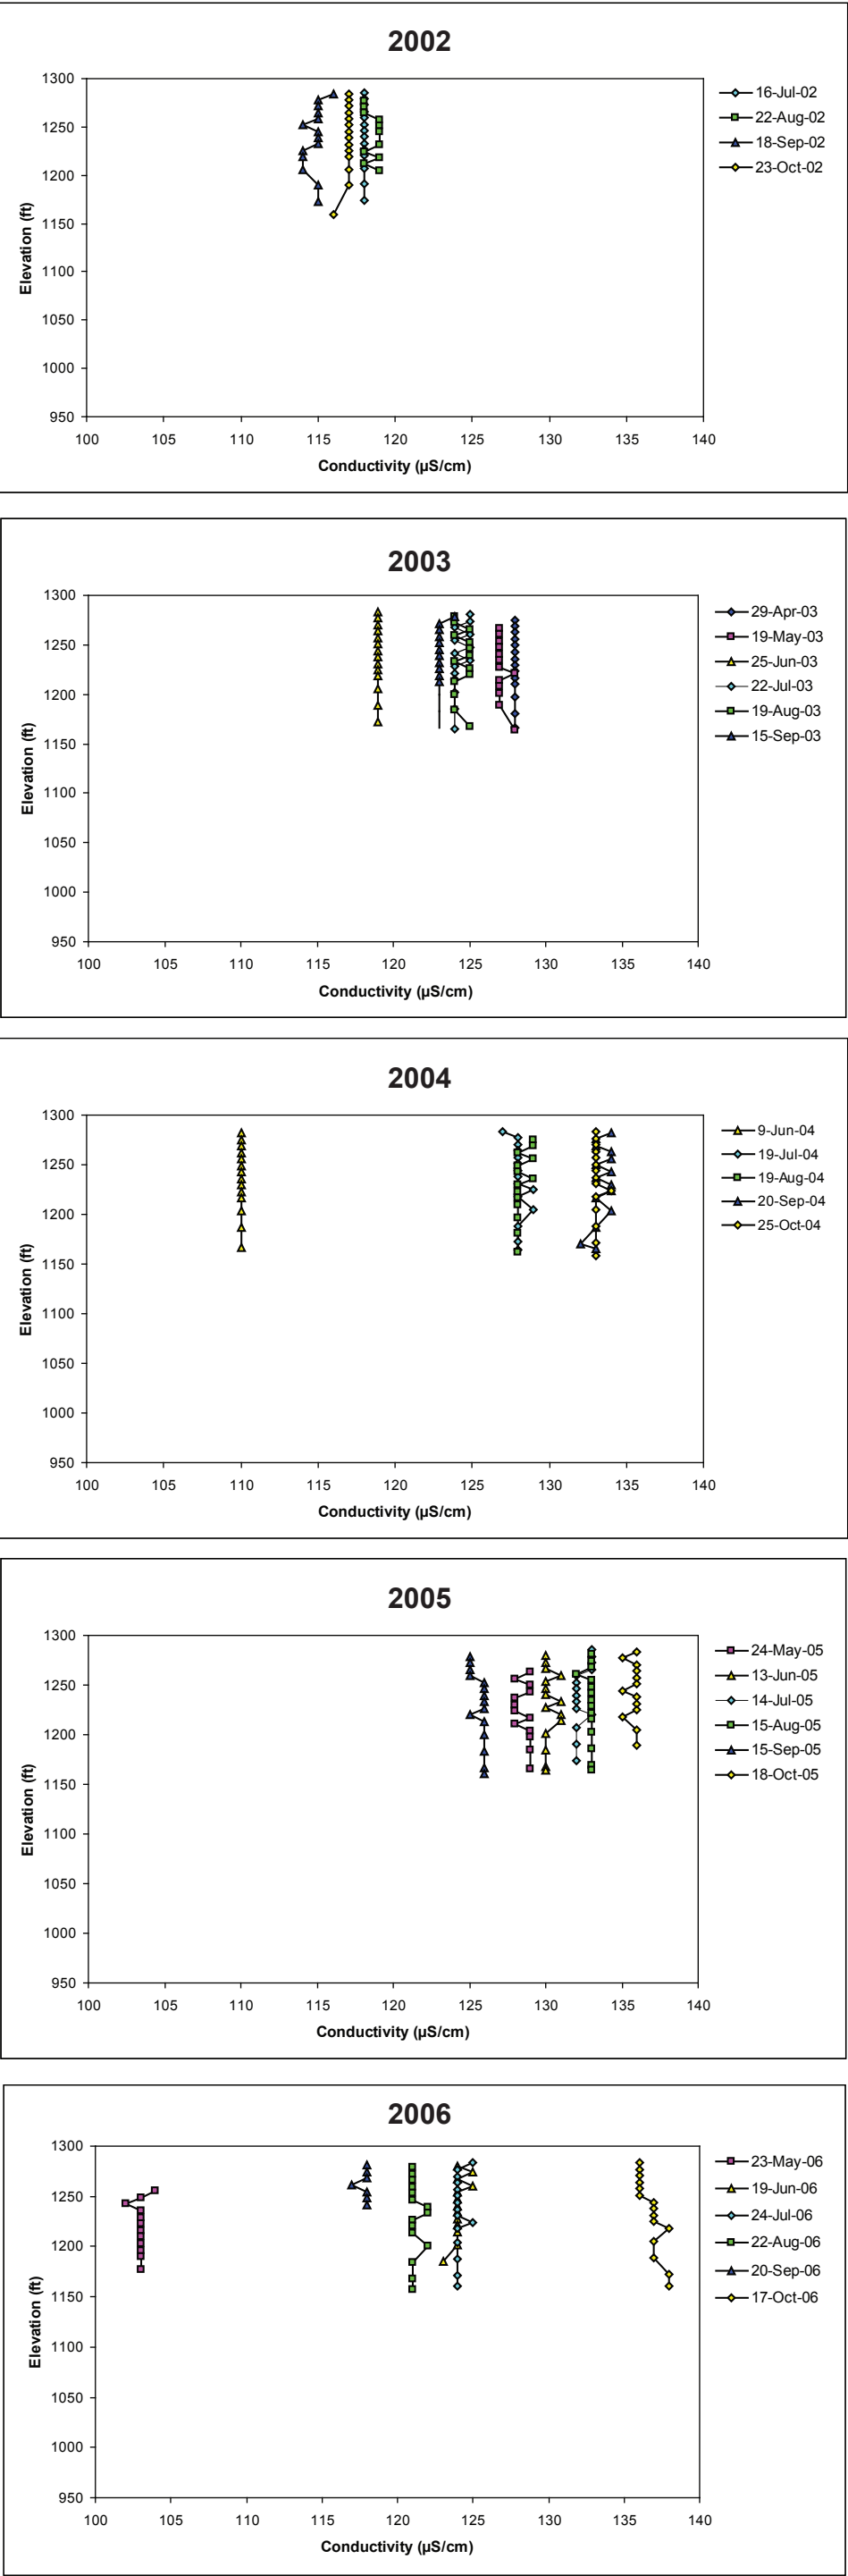 2002
1300
1250
1200
1150
1100
1050
1000
950
100 105 110 115 120 125 130 135 140
Elevation (ft)
Conductivity (µS/cm)
16-Jul-02
22-Aug-02
18-Sep-02
23-Oct-02
2003
1300
1250
1200
1150
1100
1050
1000
950
100 105 110 115 120 125 130 135 140
Elevation (ft)
Conductivity (µS/cm)
29-Apr-03
19-May-03
25-Jun-03
22-Jul-03
19-Aug-03
15-Sep-03
2004
1300
1250
1200
1150
1100
1050
1000
950
100 105 110 115 120 125 130 135 140
Elevation (ft)
Conductivity (µS/cm)
9-Jun-04
19-Jul-04
19-Aug-04
20-Sep-04
25-Oct-04
2005
1300
1250
1200
1150
1100
1050
1000
950
100 105 110 115 120 125 130 135 140
Elevation (ft)
Conductivity (µS/cm)
24-May-05
13-Jun-05
14-Jul-05
15-Aug-05
15-Sep-05
18-Oct-05
2006
1300
1250
1200
1150
1100
1050
1000
950
100 105 110 115 120 125 130 135 140
Elevation (ft)
Conductivity (µS/cm)
23-May-06
19-Jun-06
24-Jul-06
22-Aug-06
20-Sep-06
17-Oct-06